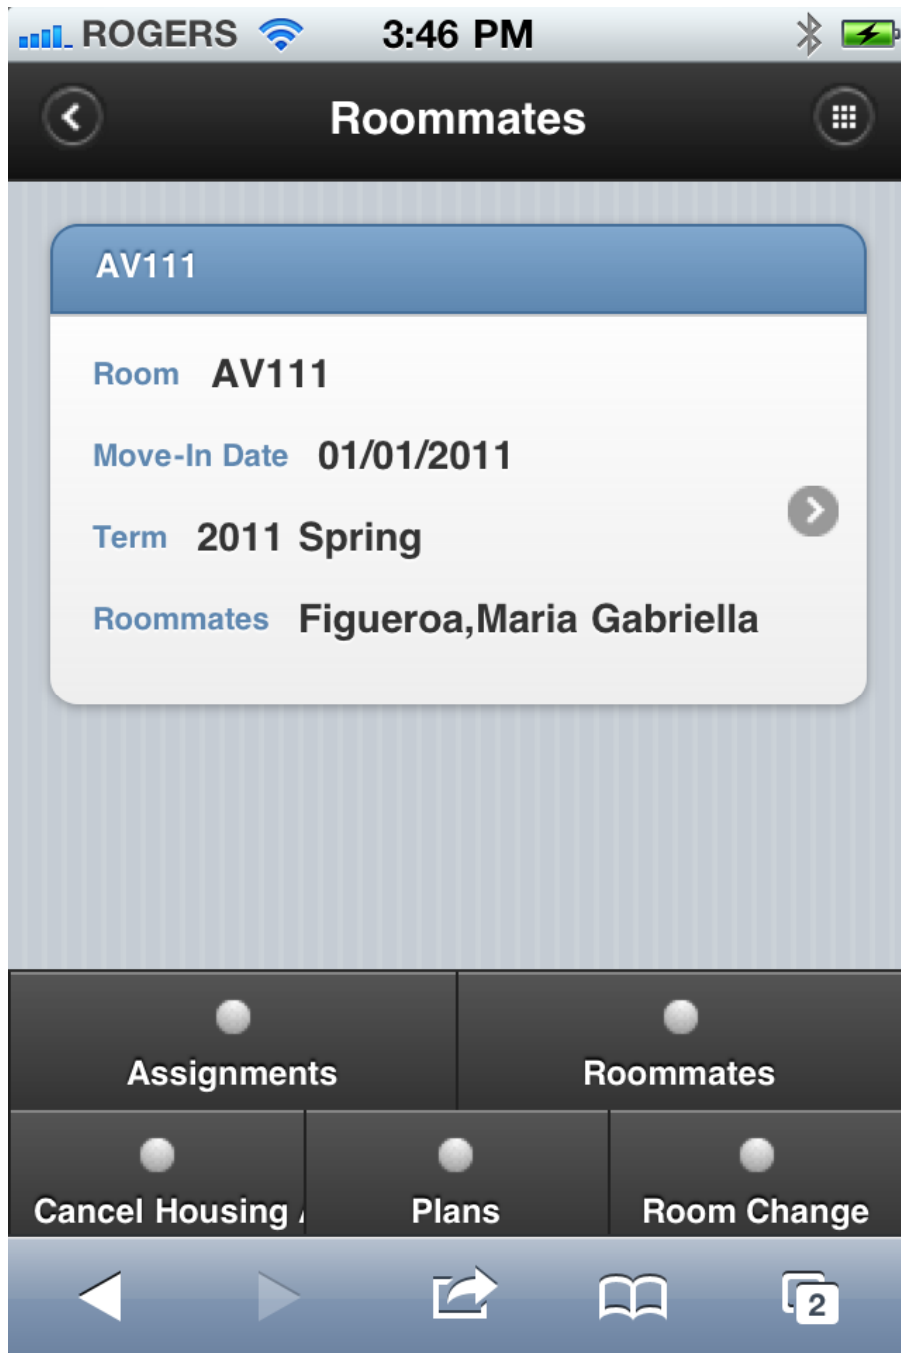 ROGERS 3:46 PM
Roommates
AV111
Room AV111
Move-In Date 01/01/2011
Term 2011 Spring
Roommates Figueroa,Maria Gabriella
Assignments Roommates
Cancel Housing Plans Room Change
2